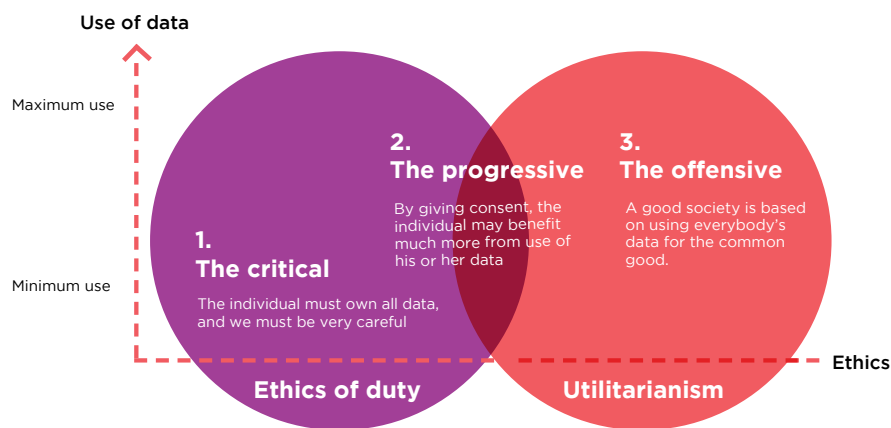 Use of data
Maximum use
Minimum use
1.
The critical
The individual must own all data,
and we must be very careful
2.
The progressive
By giving consent, the
individual may benefit
much more from use of
his or her data
3.
The offensive
A good society is based
on using everybody’s
data for the common
good.
Ethics
Ethics of duty
Utilitarianism